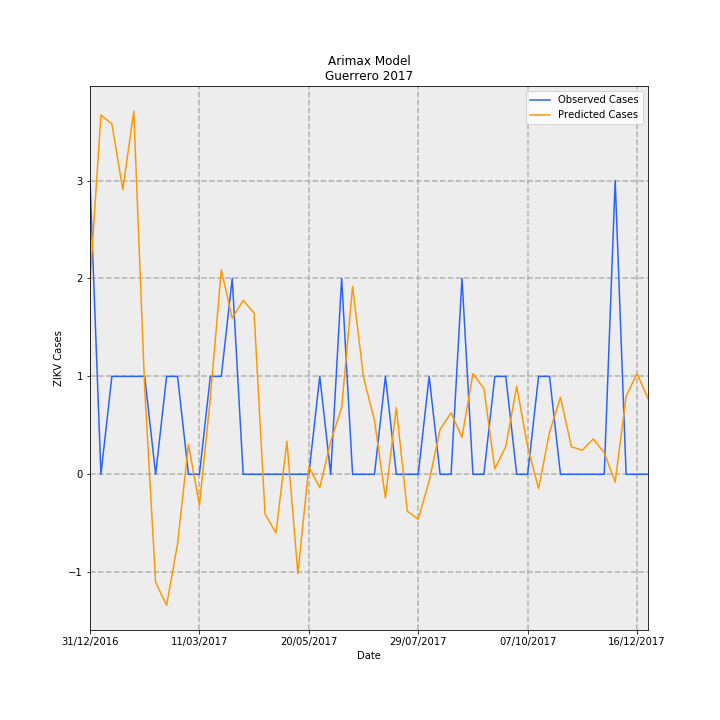 Arimax Model
Guerrero 2017
Observed Cases
Predicted Cases
ZIKV Cases
3
2
1
0
−1
31/12/2016 11/03/2017 20/05/2017 29/07/2017 07/10/2017 16/12/2017
Date